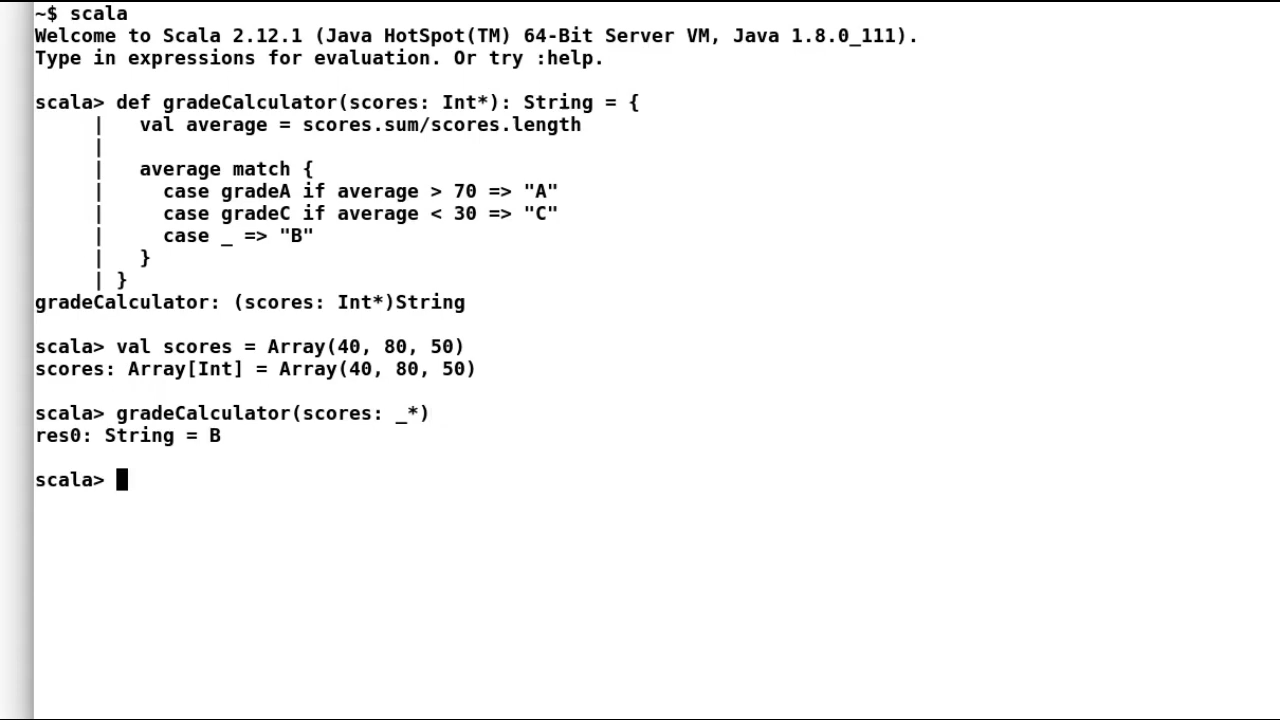 ~$ scala
Welcome to Scala 2.12.1 (Java HotSpot(TM) 64-Bit Server VM, Java 1.8.0_111).
Type in expressions for evaluation. Or try :help.
scala> def gradeCalculator(scores: Int*): String = {
     |   val average = scores.sum/scores.length
     |
     |   average match {
     |     case gradeA if average > 70 => "A"
     |     case gradeC if average < 30 => "C"
     |     case _ => "B"
     |   }
     | }
gradeCalculator: (scores: Int*)String
scala> val scores = Array(40, 80, 50)
scores: Array[Int] = Array(40, 80, 50)
scala> gradeCalculator(scores: _*)
res0: String = B
scala>